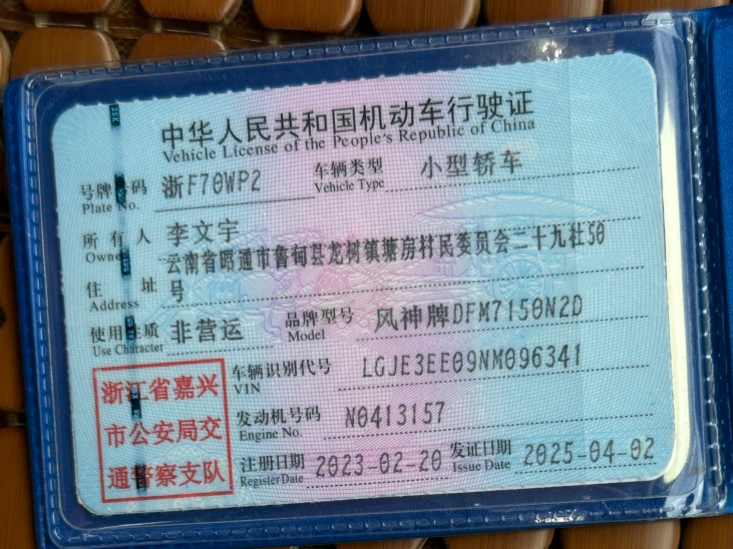 中华人民共和国机动车行驶证
Vehicle License of the People's Republic of China
号牌号码 浙F70WP2 车辆类型 小型轿车
Plate No. Vehicle Type
所有人 李文宇
Owner
住址 云南省昭通市鲁甸县龙树镇塘房村民委员会二十九社50
Address 号
使用性质 非营运 品牌型号 风神牌DFM7150N2D
Use Character Model
车辆识别代号 LGJE3EE09NM096341
VIN
发动机号码 N0413157
Engine No.
注册日期 2023-02-20 发证日期 2025-04-02
Register Date Issue Date
浙江省嘉兴
市公安局交
通警察支队